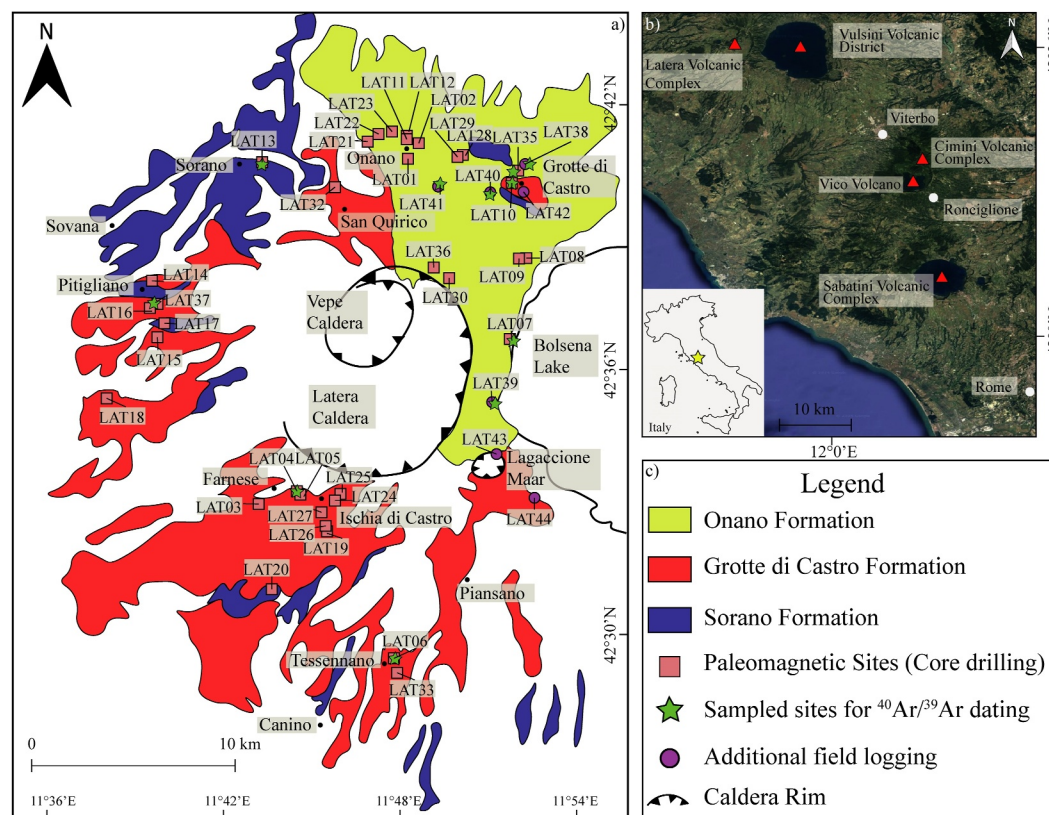 N
a)
LAT11
LAT12
LAT23
LAT02
LAT22
LAT29
LAT28
LAT35
LAT38
LAT21
42°42'N
LAT13
Sorano
Onano
LAT40
Grotte di
Castro
LAT01
LAT32
LAT41
LAT10
LAT42
San Quirico
Sovana
LAT36
LAT08
LAT09
LAT14
Pitigliano
LAT37
LAT30
LAT16
Vepe
Caldera
LAT17
LAT07
LAT15
Bolsena
Lake
42°36'N
LAT39
Latera
Caldera
LAT18
LAT43
LAT04
LAT05
Lagaccione
Maar
LAT25
Farnese
LAT24
LAT03
LAT27
Ischia di Castro
LAT44
LAT26
LAT19
LAT20
Piansano
42°30'N
LAT06
Tessennano
LAT33
Canino
0
10 km
11°36'E
11°42'E
11°48'E
11°54'E
b)
N
Vulsini Volcanic
District
Latera Volcanic
Complex
Viterbo
Cimini Volcanic
Complex
Vico Volcano
Ronciglione
Sabatini Volcanic
Complex
Rome
10 km
Italy
12°0'E
c)
Legend
Onano Formation
Grotte di Castro Formation
Sorano Formation
Paleomagnetic Sites (Core drilling)
Sampled sites for ⁴⁰Ar/³⁹Ar dating
Additional field logging
Caldera Rim